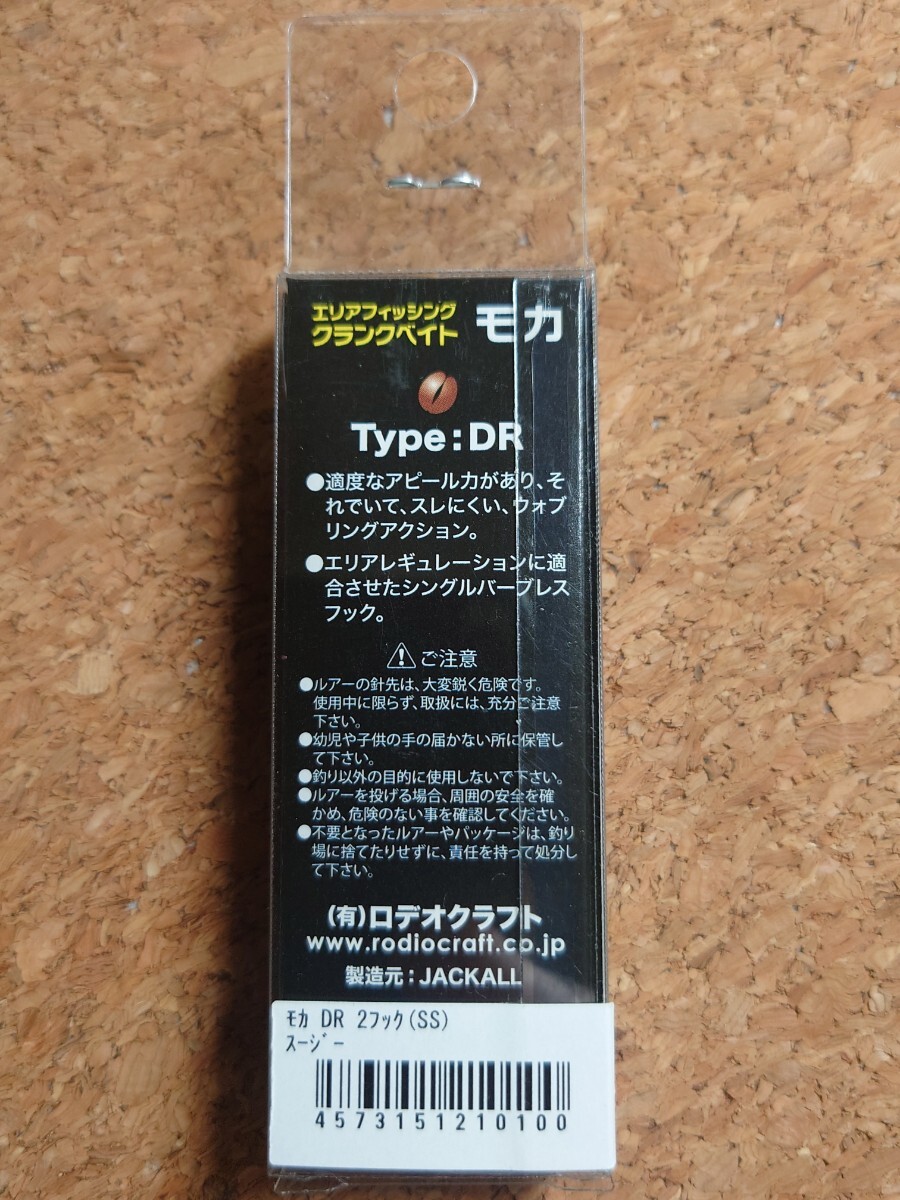 エリアフィッシング
クランクベイト モカ
Type:DR
●適度なアピール力があり、そ
れでいて、スレにくい、ウォブ
リングアクション。
●エリアレギュレーションに適
合させたシングルバーブレス
フック。
ご注意
●ルアーの針先は、大変鋭く危険です。
使用中に限らず、取扱には、充分ご注意
下さい。
●幼児や子供の手の届かない所に保管し
て下さい。
●釣り以外の目的に使用しないで下さい。
●ルアーを投げる場合、周囲の安全を確
かめ、危険のない事を確認してください。
●不要となったルアーやパッケージは、釣り
場に捨てたりせずに、責任を持って処分し
て下さい。
(有)ロデオクラフト
www.rodiocraft.co.jp
製造元:JACKALL
ﾓｶ DR 2ﾌｯｸ(SS)
ｽｰｼﾞｰ
4573151210100